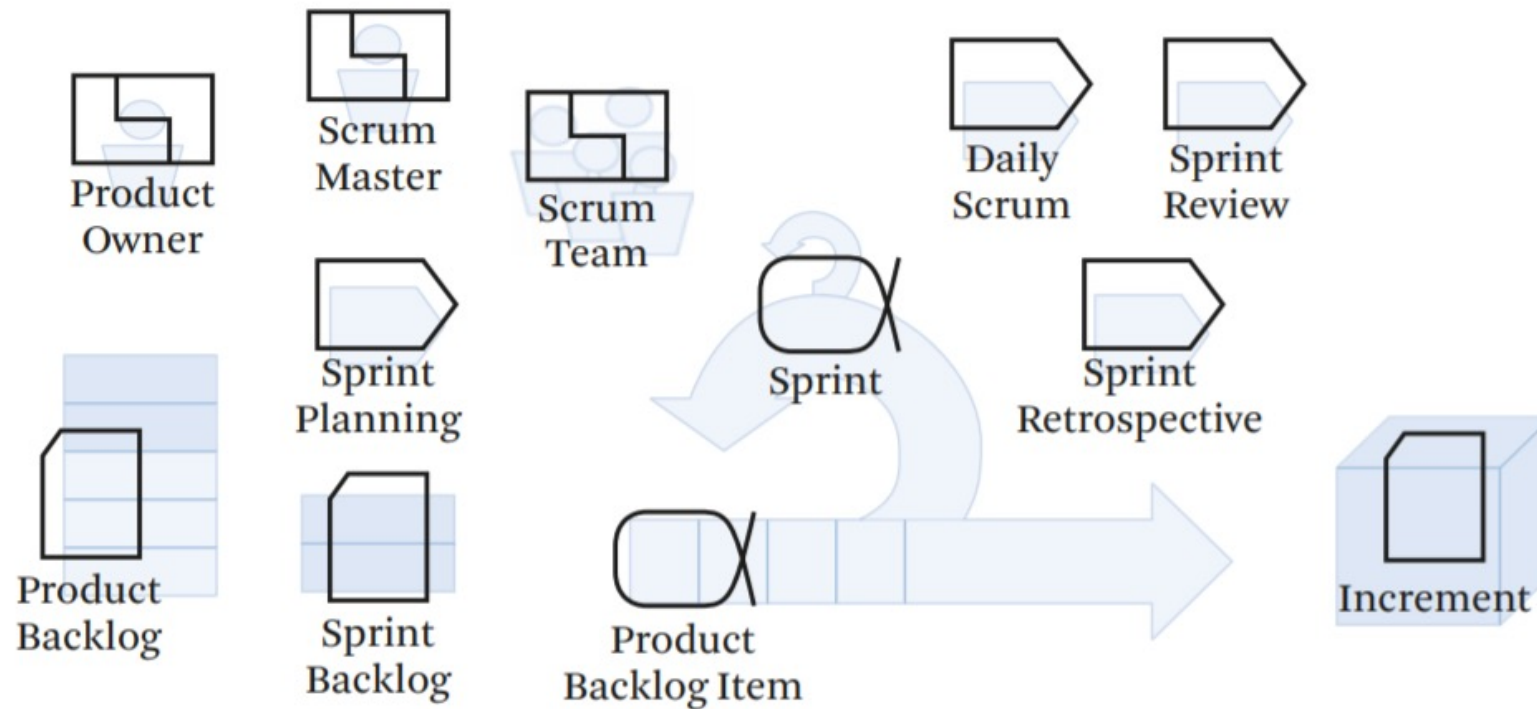 Product
Owner
Scrum
Master
Scrum
Team
Daily
Scrum
Sprint
Review
Sprint
Planning
Sprint
Sprint
Retrospective
Product
Backlog
Sprint
Backlog
Product
Backlog Item
Increment